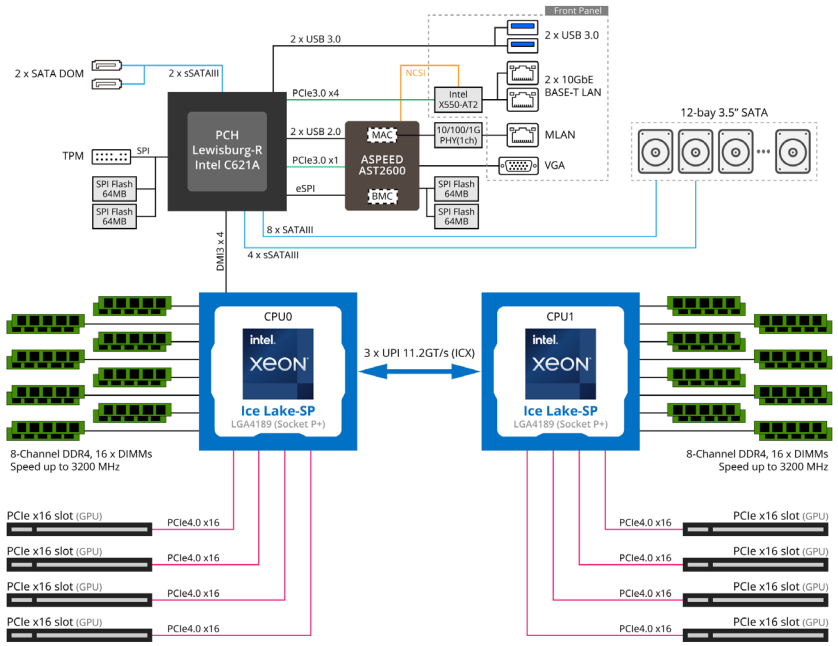 Front Panel
2 x USB 3.0
2 x USB 3.0
2 x SATA DOM
2 x sSATAIII
NCSI
PCIe3.0 x4
Intel
X550-AT2
2 x 10GbE
BASE-T LAN
12-bay 3.5” SATA
PCH
Lewisburg-R
Intel C621A
2 x USB 2.0
MAC
10/100/1G
PHY(1ch)
MLAN
TPM
SPI
PCIe3.0 x1
ASPEED
AST2600
VGA
SPI Flash
64MB
SPI Flash
64MB
eSPI
BMC
SPI Flash
64MB
SPI Flash
64MB
8 x SATAIII
4 x sSATAIII
DMI3 x 4
CPU0
intel.
xeon
Ice Lake-SP
LGA4189 (Socket P+)
3 x UPI 11.2GT/s (ICX)
CPU1
intel.
xeon
Ice Lake-SP
LGA4189 (Socket P+)
8-Channel DDR4, 16 x DIMMs
Speed up to 3200 MHz
8-Channel DDR4, 16 x DIMMs
Speed up to 3200 MHz
PCIe x16 slot (GPU)
PCIe4.0 x16
PCIe x16 slot (GPU)
PCIe4.0 x16
PCIe x16 slot (GPU)
PCIe4.0 x16
PCIe x16 slot (GPU)
PCIe4.0 x16
PCIe x16 slot (GPU)
PCIe4.0 x16
PCIe x16 slot (GPU)
PCIe4.0 x16
PCIe x16 slot (GPU)
PCIe4.0 x16
PCIe x16 slot (GPU)
PCIe4.0 x16